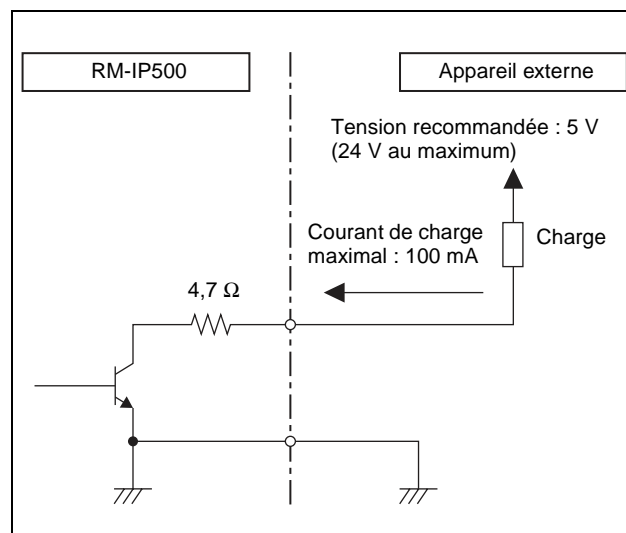 RM-IP500
Appareil externe
Tension recommandée : 5 V
(24 V au maximum)
Courant de charge
maximal : 100 mA
Charge
4,7 Ω